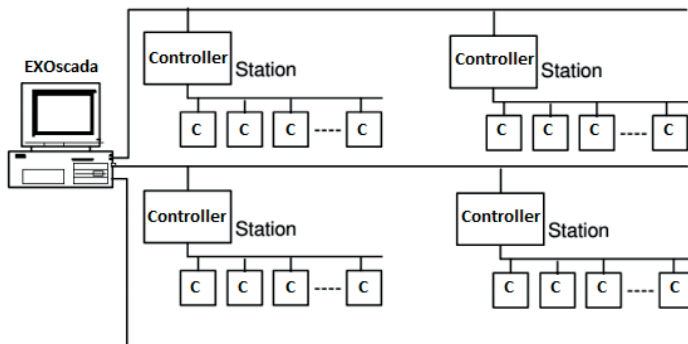 EXOscada
Controller
Station
C C C ---- C
Controller
Station
C C C ---- C
Controller
Station
C C C ---- C
Controller
Station
C C C ---- C